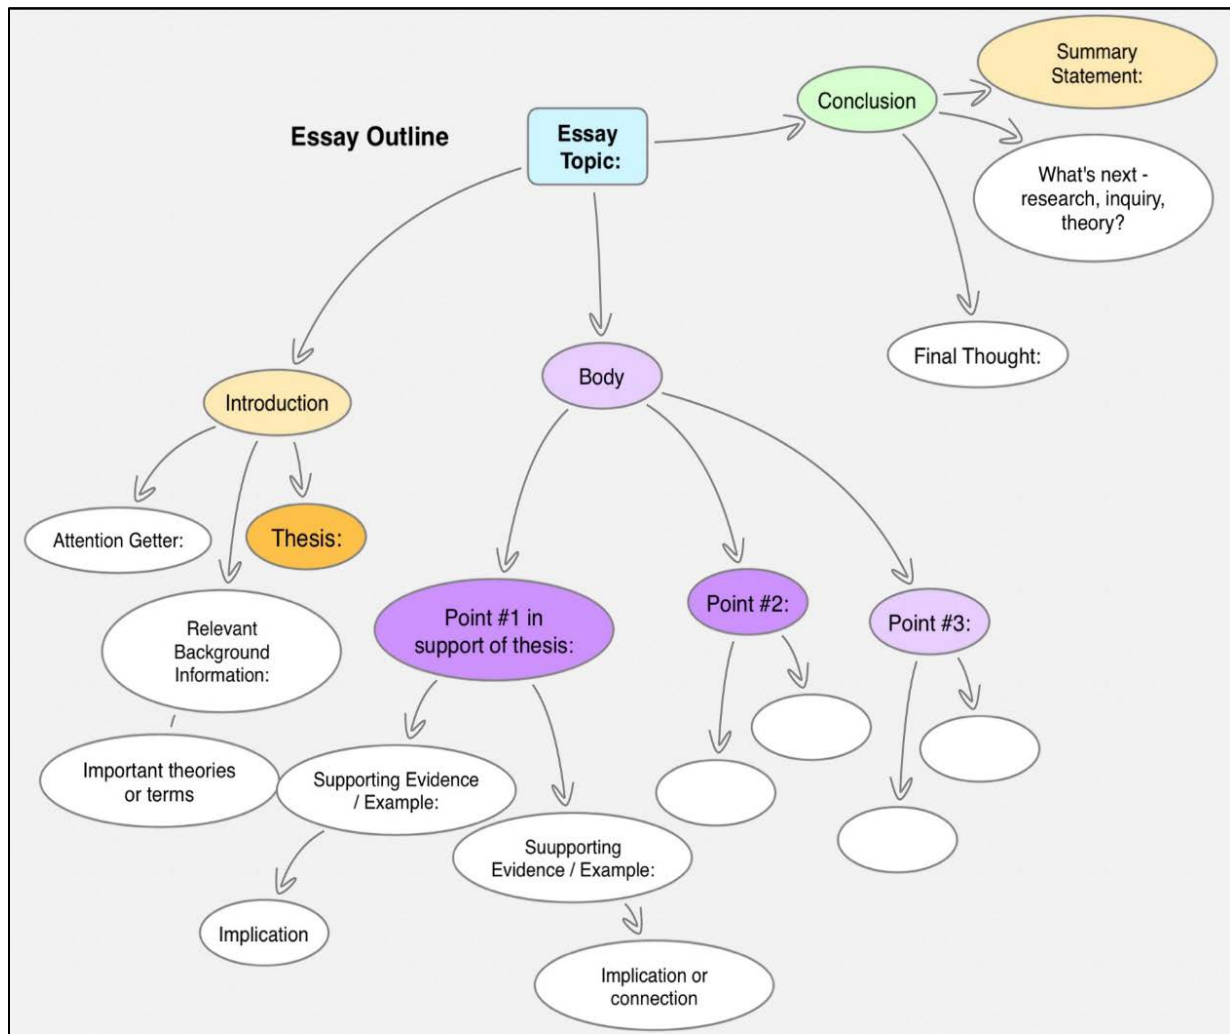 Essay Outline
Essay
Topic:
Conclusion
Summary
Statement:
What's next -
research, inquiry,
theory?
Final Thought:
Introduction
Attention Getter:
Thesis:
Relevant
Background
Information:
Important theories
or terms
Body
Point #1 in
support of thesis:
Supporting Evidence
/ Example:
Implication
Suupporting
Evidence / Example:
Implication or
connection
Point #2:
Point #3: